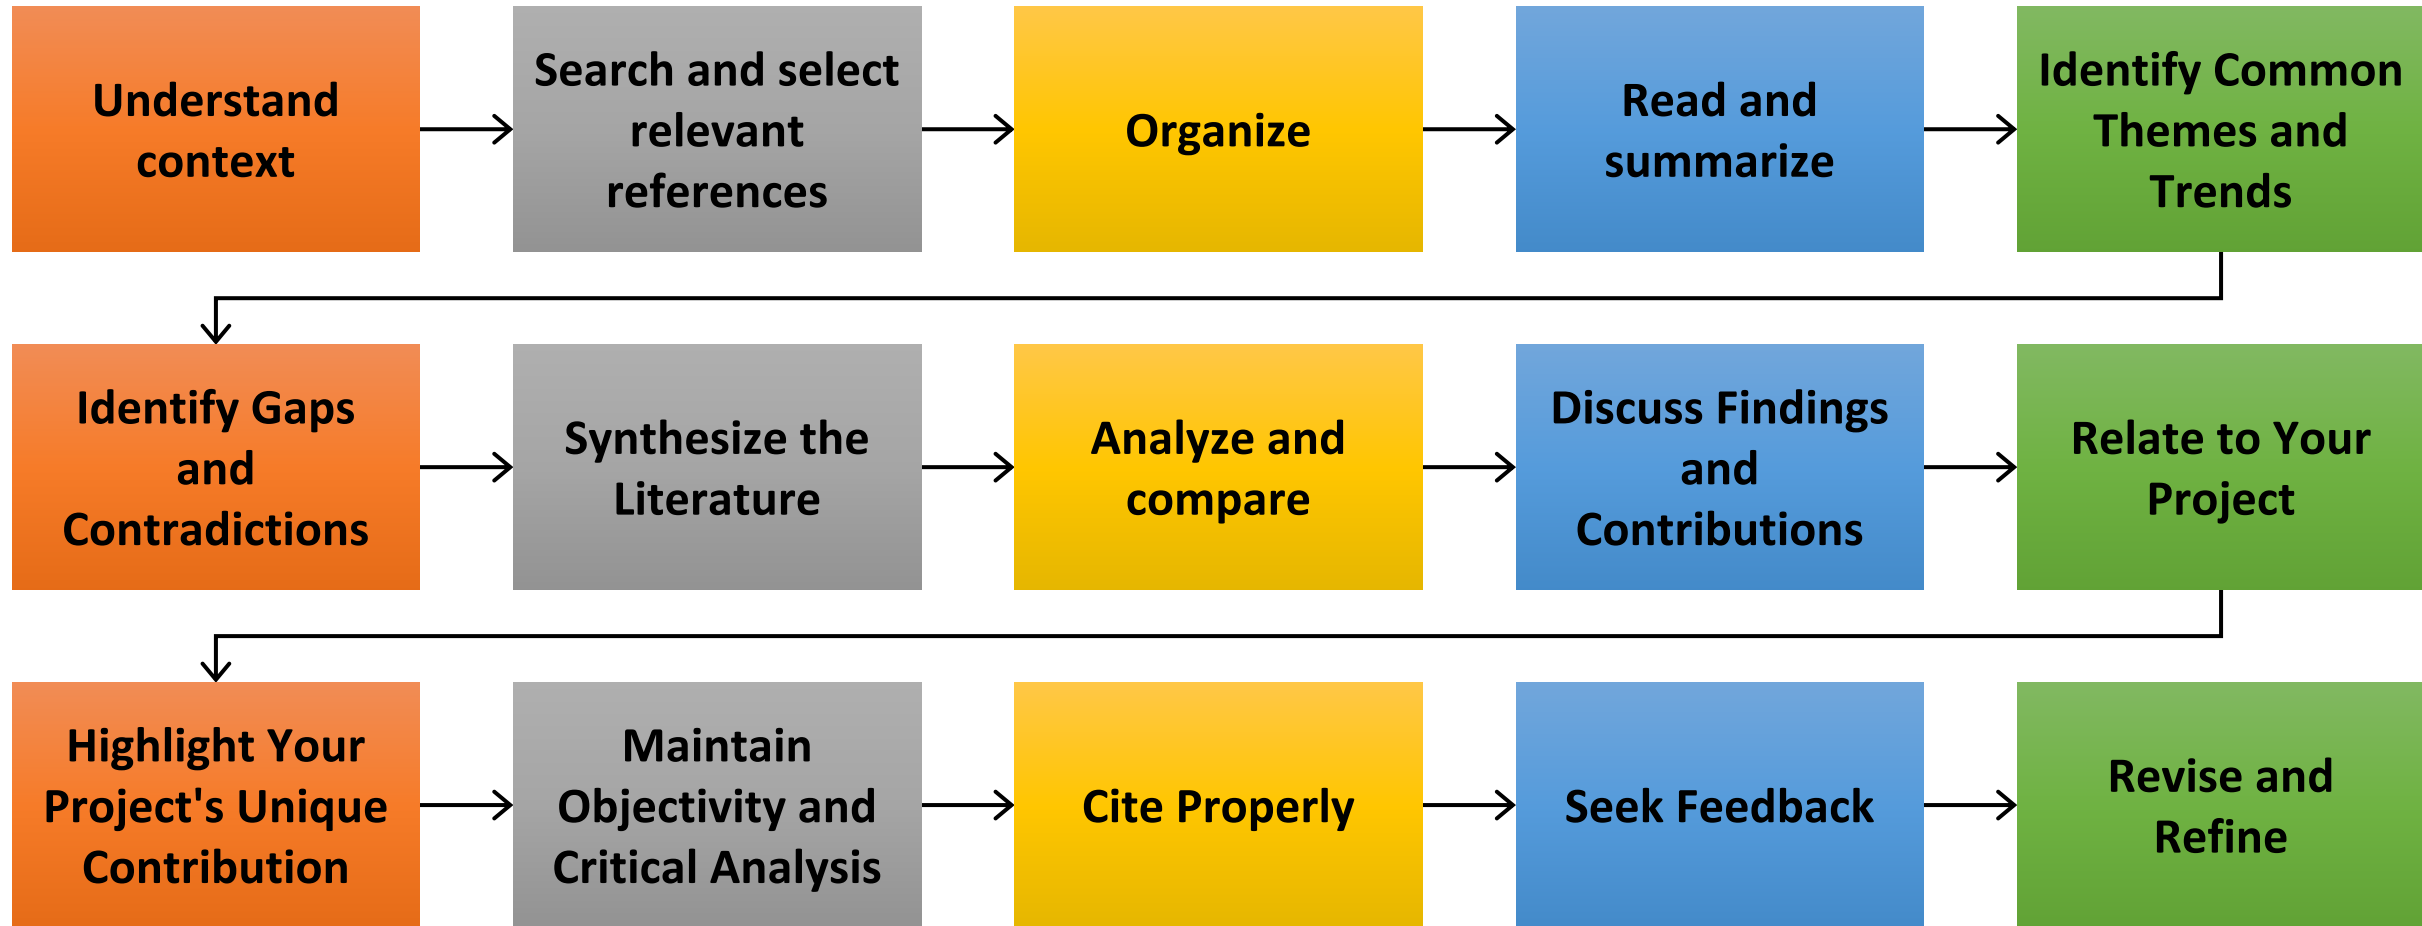 Understand
context
Search and select
relevant
references
Organize
Read and
summarize
Identify Common
Themes and
Trends
Identify Gaps
and
Contradictions
Synthesize the
Literature
Analyze and
compare
Discuss Findings
and
Contributions
Relate to Your
Project
Highlight Your
Project's Unique
Contribution
Maintain
Objectivity and
Critical Analysis
Cite Properly
Seek Feedback
Revise and
Refine